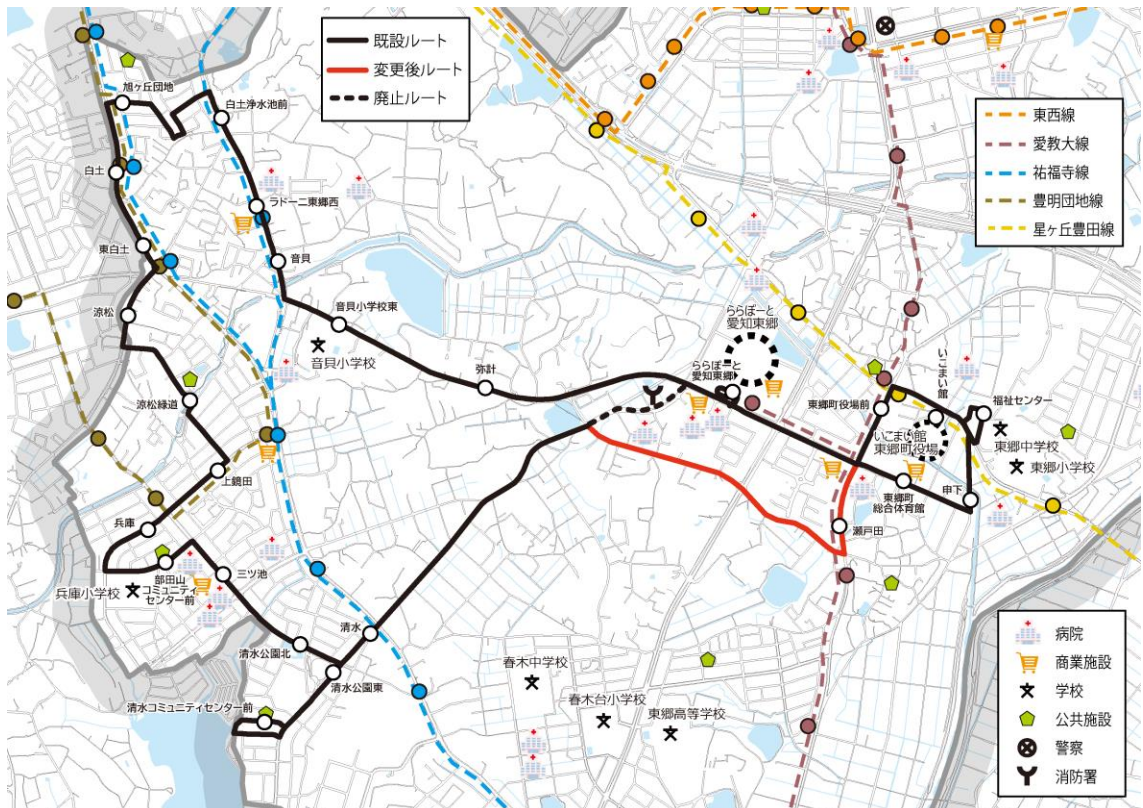 既設ルート
変更後ルート
廃止ルート
東西線
愛教大線
祐福寺線
豊明団地線
星ヶ丘豊田線
旭ヶ丘団地
白土浄水池前
白土
ラドーニ東郷西
東白土
音貝
涼松
音貝小学校東
音貝小学校
弥計
ららぽーと
愛知東郷
ららぽーと
愛知東郷
いこまい館
東郷町役場前
福祉センター
いこまい館
東郷町役場
東郷中学校
東郷小学校
涼松緑道
上鏡田
東郷町
総合体育館
申下
兵庫
瀬戸田
部田山
コミュニティ
センター前
兵庫小学校
三ツ池
清水
清水公園北
清水公園東
清水コミュニティセンター前
春木中学校
春木台小学校
東郷高等学校
病院
商業施設
学校
公共施設
警察
消防署